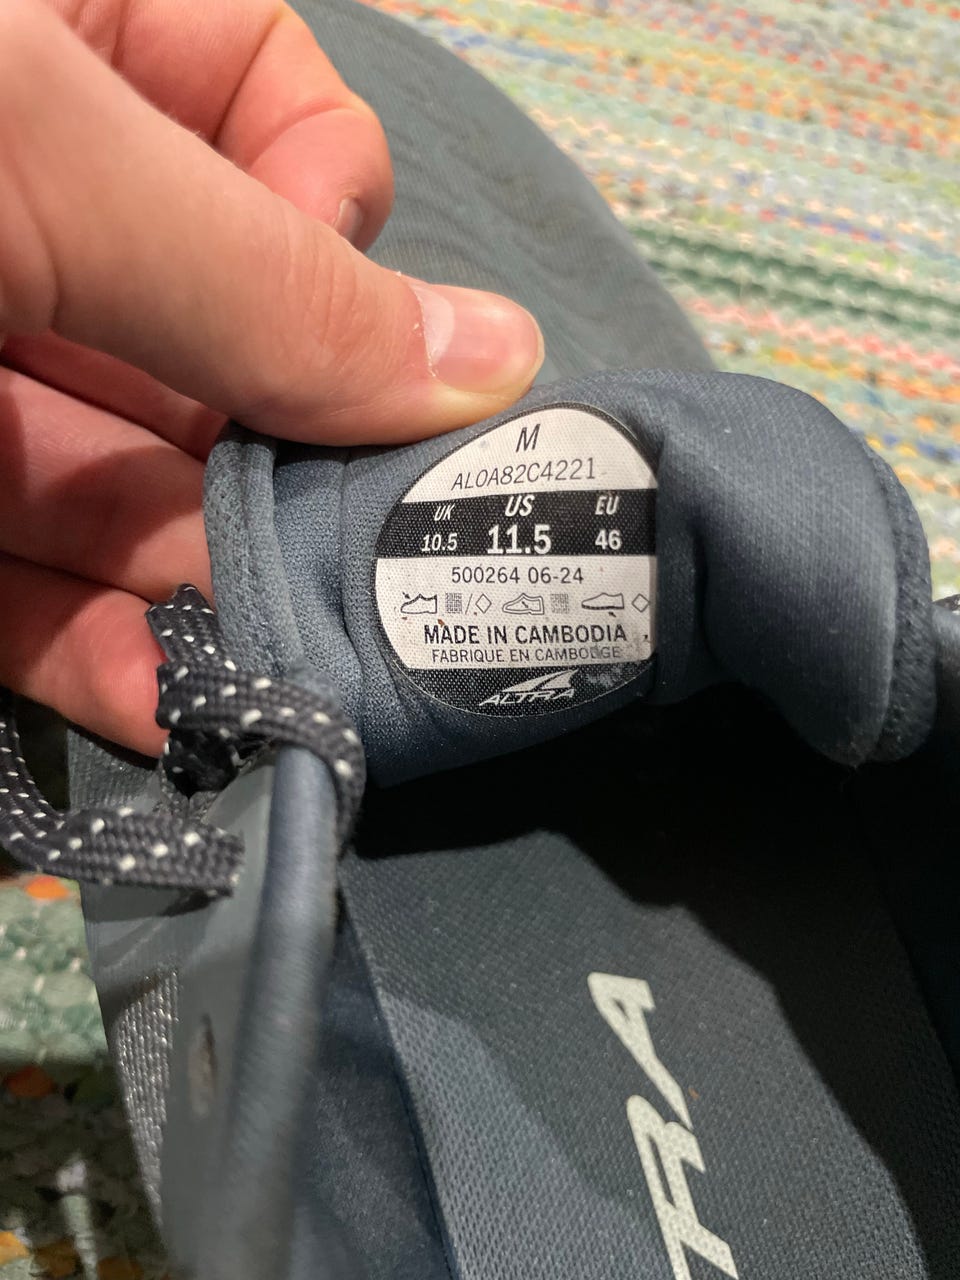 M
AL0A82C4221
UK US EU
10.5 11.5 46
500264 06-24
MADE IN CAMBODIA
FABRIQUE EN CAMBODGE
ALTRA
TRA